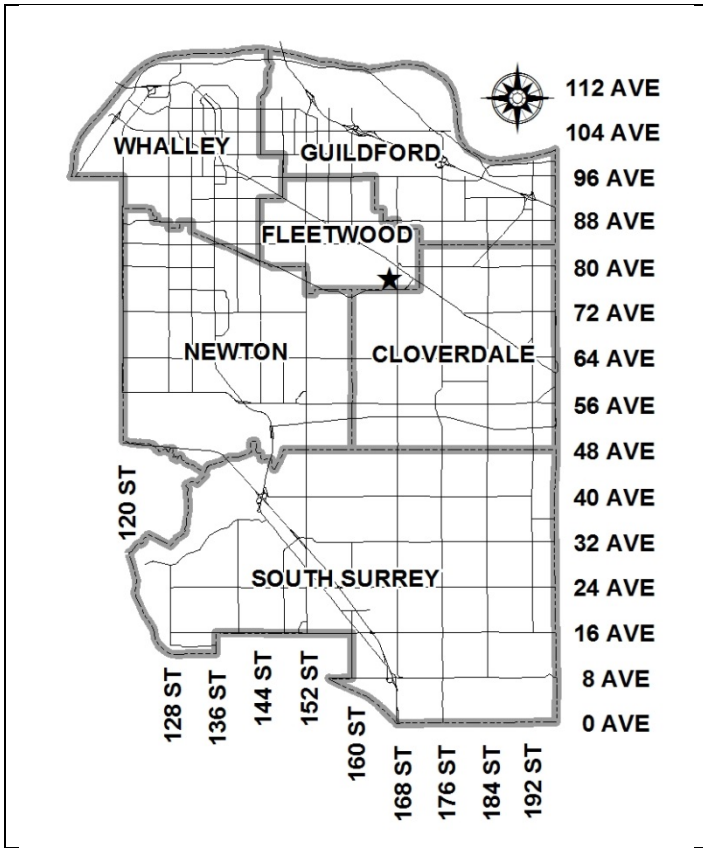 112 AVE
104 AVE
WHALLEY
GUILDFORD
96 AVE
88 AVE
FLEETWOOD
80 AVE
72 AVE
NEWTON
CLOVERDALE
64 AVE
56 AVE
48 AVE
120 ST
40 AVE
32 AVE
SOUTH SURREY
24 AVE
16 AVE
8 AVE
0 AVE
128 ST
136 ST
144 ST
152 ST
160 ST
168 ST
176 ST
184 ST
192 ST